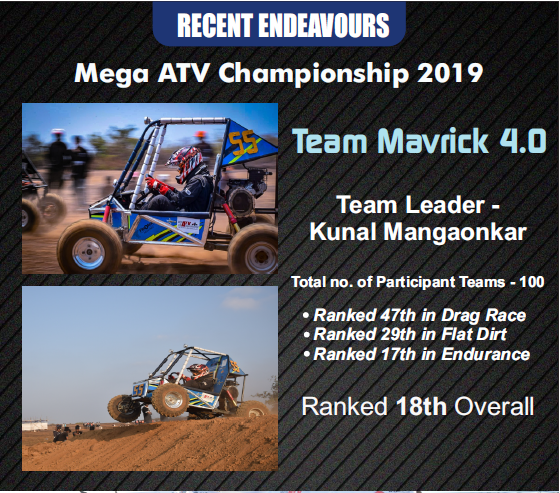 RECENT ENDEAVOURS
Mega ATV Championship 2019
Team Mavrick 4.0
Team Leader -
Kunal Mangaonkar
Total no. of Participant Teams - 100
• Ranked 47th in Drag Race
• Ranked 29th in Flat Dirt
• Ranked 17th in Endurance
Ranked 18th Overall
55